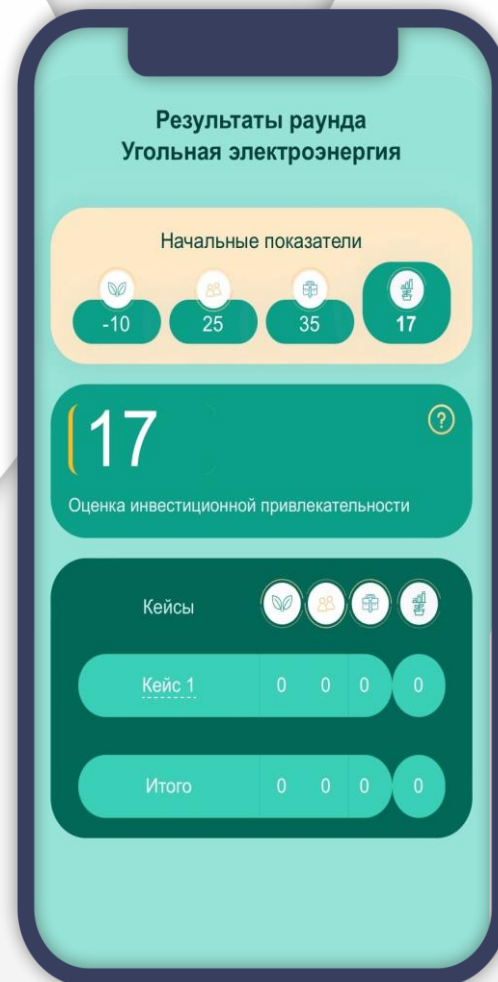 Результаты раунда
Угольная электроэнергия
Начальные показатели
-10 25 35 17
17 ?
Оценка инвестиционной привлекательности
Кейсы
Кейс 1 0 0 0 0
Итого 0 0 0 0